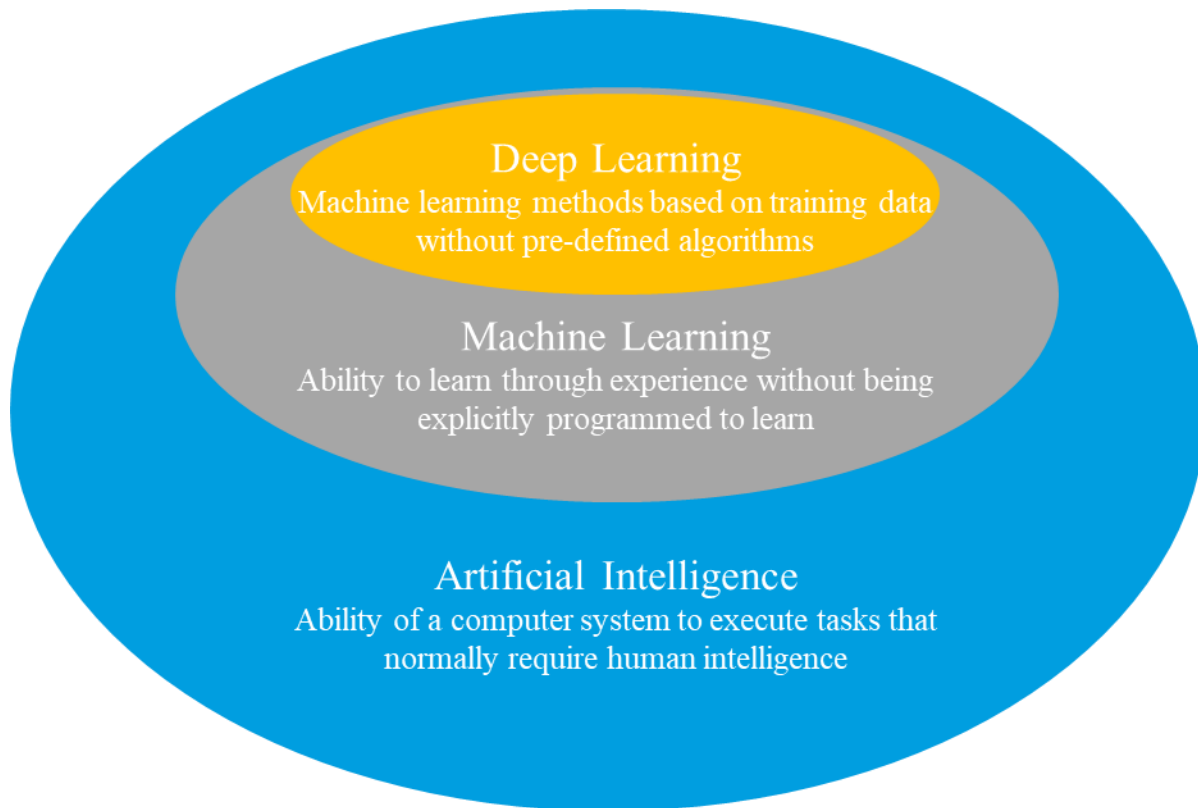 Deep Learning
Machine learning methods based on training data
without pre-defined algorithms
Machine Learning
Ability to learn through experience without being
explicitly programmed to learn
Artificial Intelligence
Ability of a computer system to execute tasks that
normally require human intelligence